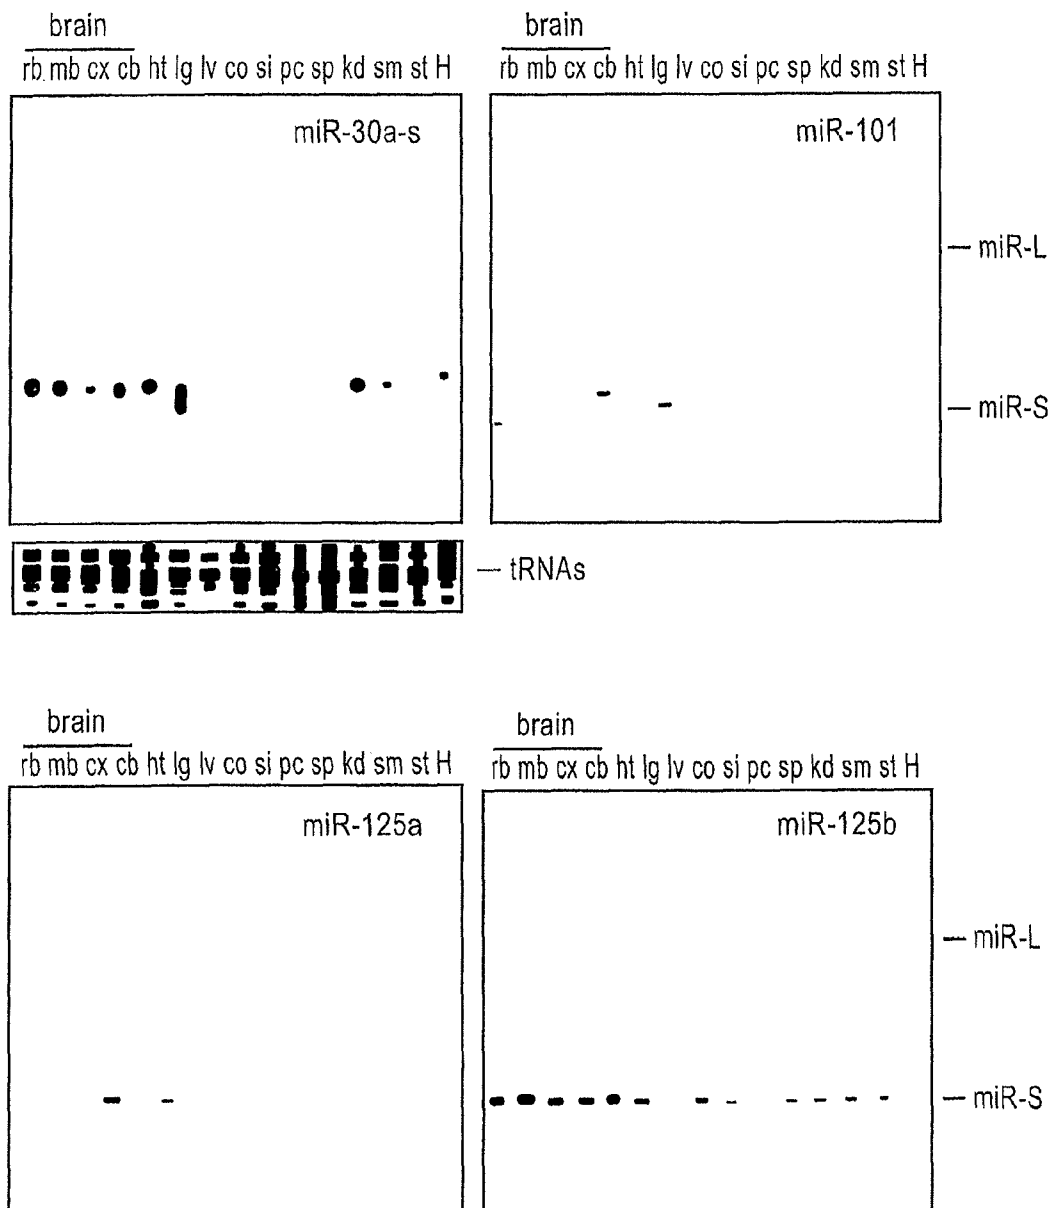 brain
rb mb cx cb ht lg lv co si pc sp kd sm st H
miR-30a-s
brain
rb mb cx cb ht lg lv co si pc sp kd sm st H
miR-101
miR-L
miR-S
tRNAs
brain
rb mb cx cb ht lg lv co si pc sp kd sm st H
miR-125a
brain
rb mb cx cb ht lg lv co si pc sp kd sm st H
miR-125b
miR-L
miR-S